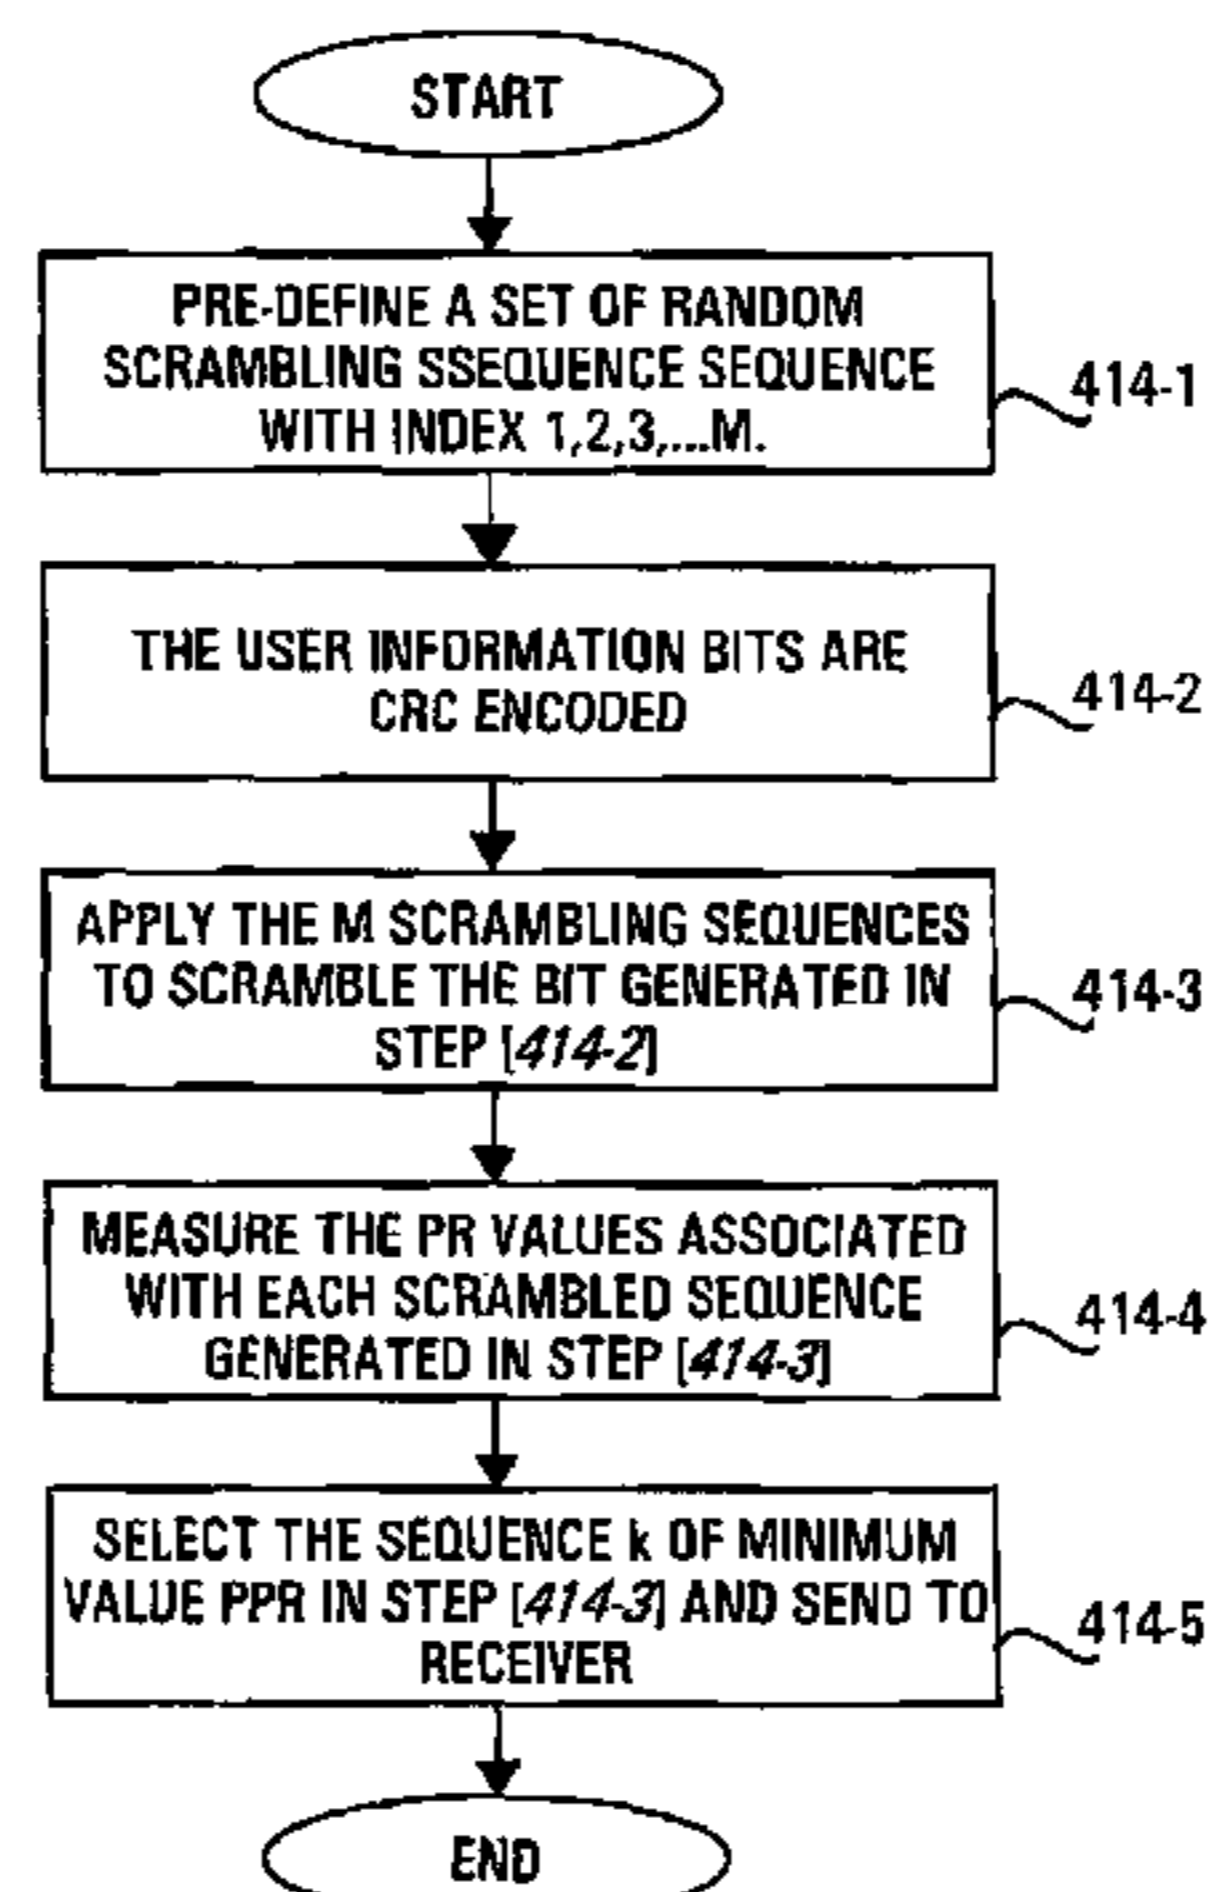 START
PRE-DEFINE A SET OF RANDOM
SCRAMBLING SSEQUENCE SEQUENCE
WITH INDEX 1,2,3,....M.
414-1
THE USER INFORMATION BITS ARE
CRC ENCODED
414-2
APPLY THE M SCRAMBLING SEQUENCES
TO SCRAMBLE THE BIT GENERATED IN
STEP [414-2]
414-3
MEASURE THE PR VALUES ASSOCIATED
WITH EACH SCRAMBLED SEQUENCE
GENERATED IN STEP [414-3]
414-4
SELECT THE SEQUENCE k OF MINIMUM
VALUE PPR IN STEP [414-3] AND SEND TO
RECEIVER
414-5
END